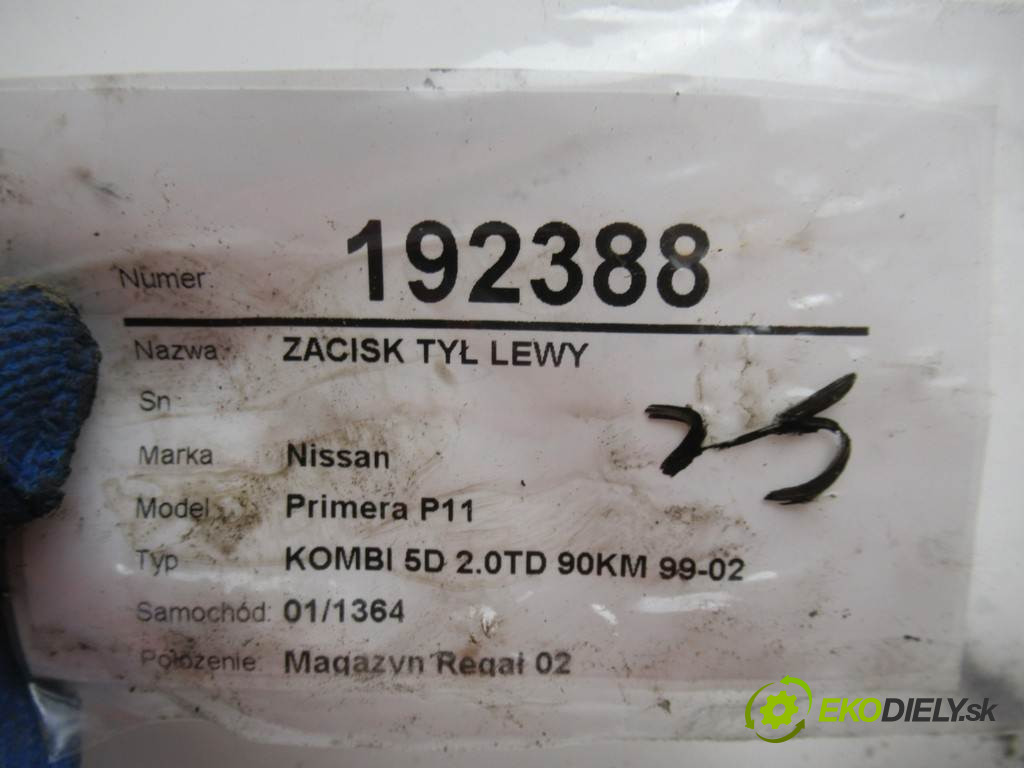 Numer: 192388
Nazwa: ZACISK TYŁ LEWY
Sn
Marka Nissan
Model Primera P11
Typ KOMBI 5D 2.0TD 90KM 99-02
Samochód: 01/1364
Położenie: Magazyn Regał 02
25
EKODIELY.sk